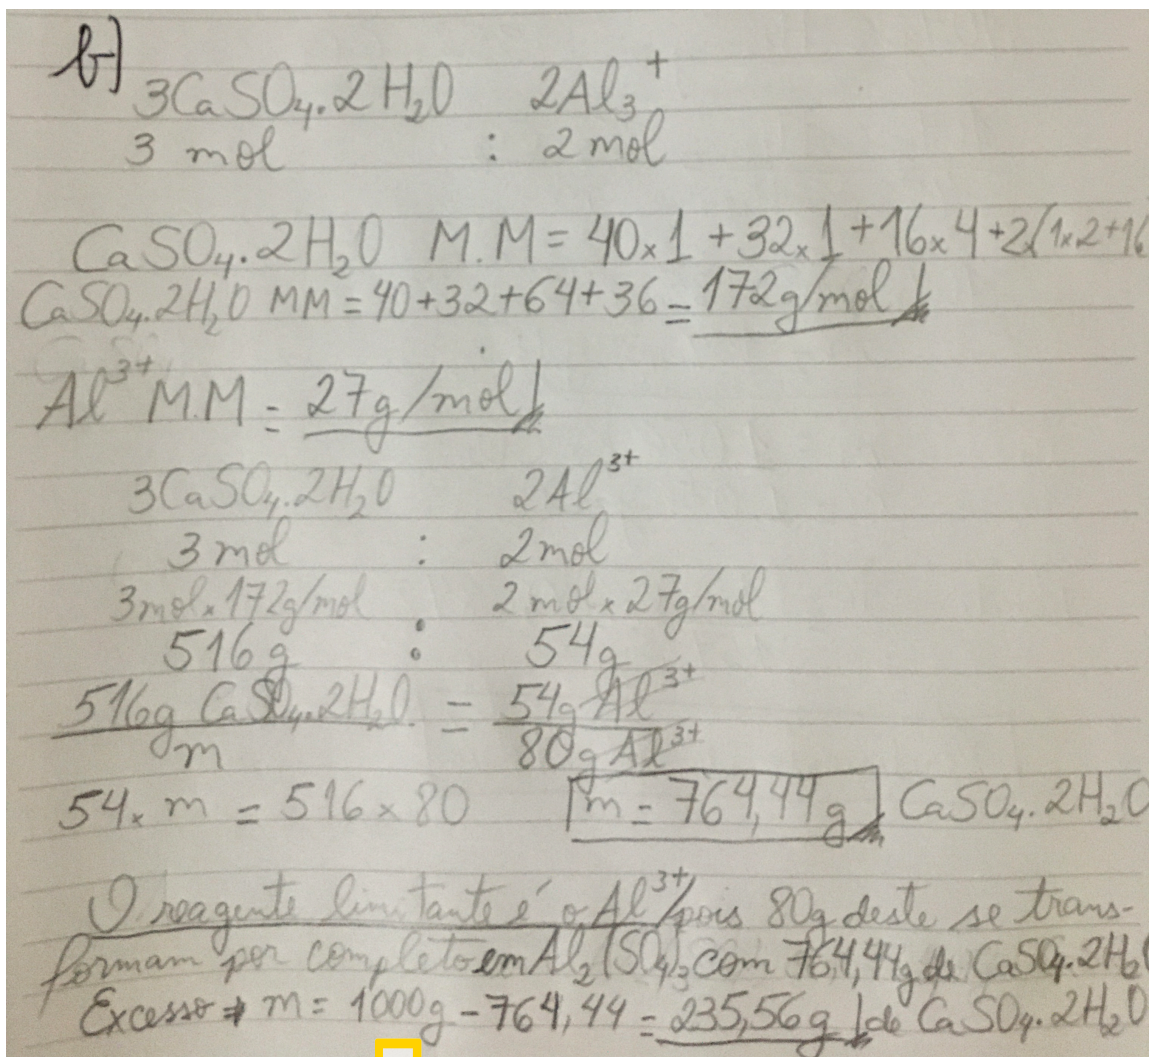 b)
3CaSO₄.2H₂O 2Al₃⁺
3 mol : 2 mol
CaSO₄.2H₂O M.M = 40x1 + 32x1 + 16x4 + 2(1x2+16
CaSO₄.2H₂O MM = 40+32+64+36 = 172g/mol
Al³⁺ M.M = 27g/mol
3CaSO₄.2H₂O 2Al³⁺
3 mol : 2 mol
3mol x 172g/mol 2 mol x 27g/mol
516g : 54g
516g CaSO₄.2H₂O = 54g Al³⁺
m 80g Al³⁺
54 x m = 516 x 80 m = 764,44g CaSO₄.2H₂O
O reagente limitante é o Al³⁺, pois 80g deste se trans-
formam por completo em Al₂(SO₄)₃ com 764,44g de CaSO₄.2H₂O
Excesso → m = 1000g - 764,44 = 235,56g de CaSO₄.2H₂O